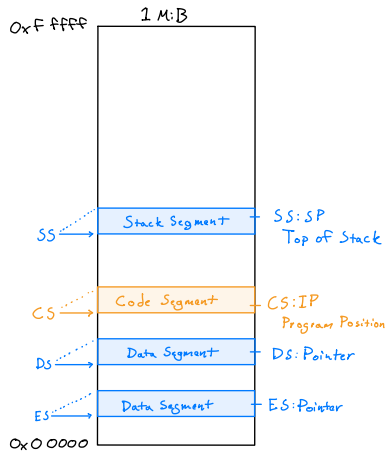 1 MiB
0xF ffff
Stack Segment
SS:SP
SS
Top of Stack
Code Segment
CS:IP
CS
Program Position
Data Segment
DS:Pointer
DS
Data Segment
ES:Pointer
ES
0x0 0000